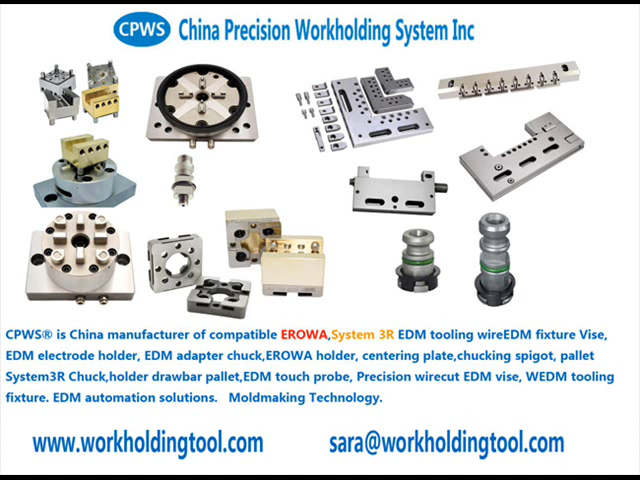 CPWS China Precision Workholding System Inc
CPWS® is China manufacturer of compatible EROWA,System 3R EDM tooling wireEDM fixture Vise,
EDM electrode holder, EDM adapter chuck,EROWA holder, centering plate,chucking spigot, pallet
System3R Chuck,holder drawbar pallet,EDM touch probe, Precision wirecut EDM vise, WEDM tooling
fixture. EDM automation solutions. Moldmaking Technology.
www.workholdingtool.com sara@workholdingtool.com